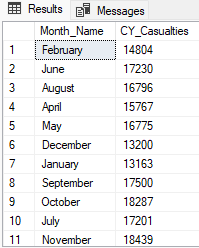 Results Messages
Month_Name CY_Casualties
1 February 14804
2 June 17230
3 August 16796
4 April 15767
5 May 16775
6 December 13200
7 January 13163
8 September 17500
9 October 18287
10 July 17201
11 November 18439